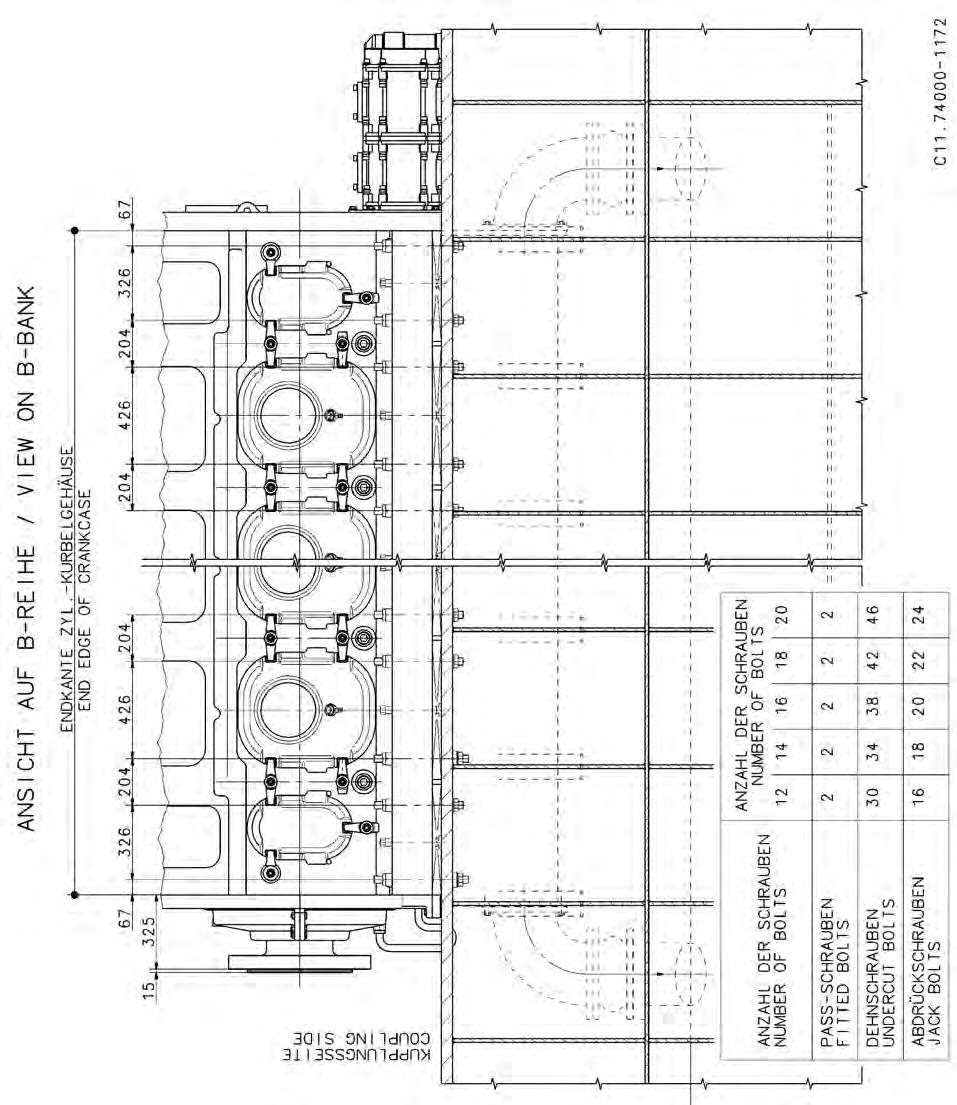 ANSICHT AUF B-REIHE / VIEW ON B-BANK
ENDKANTE ZYL.-KURBELGEHÄUSE
END EDGE OF CRANKCASE
15
325
67
326
204
426
204
204
426
204
326
67
KUPPLUNGSSEITE
COUPLING SIDE
ANZAHL DER SCHRAUBEN
NUMBER OF BOLTS
ANZAHL DER SCHRAUBEN
NUMBER OF BOLTS
12 14 16 18 20
PASS-SCHRAUBEN
FITTED BOLTS
2 2 2 2 2
DEHNSCHRAUBEN
UNDERCUT BOLTS
30 34 38 42 46
ABDRÜCKSCHRAUBEN
JACK BOLTS
16 18 20 22 24
C11.74000-1172